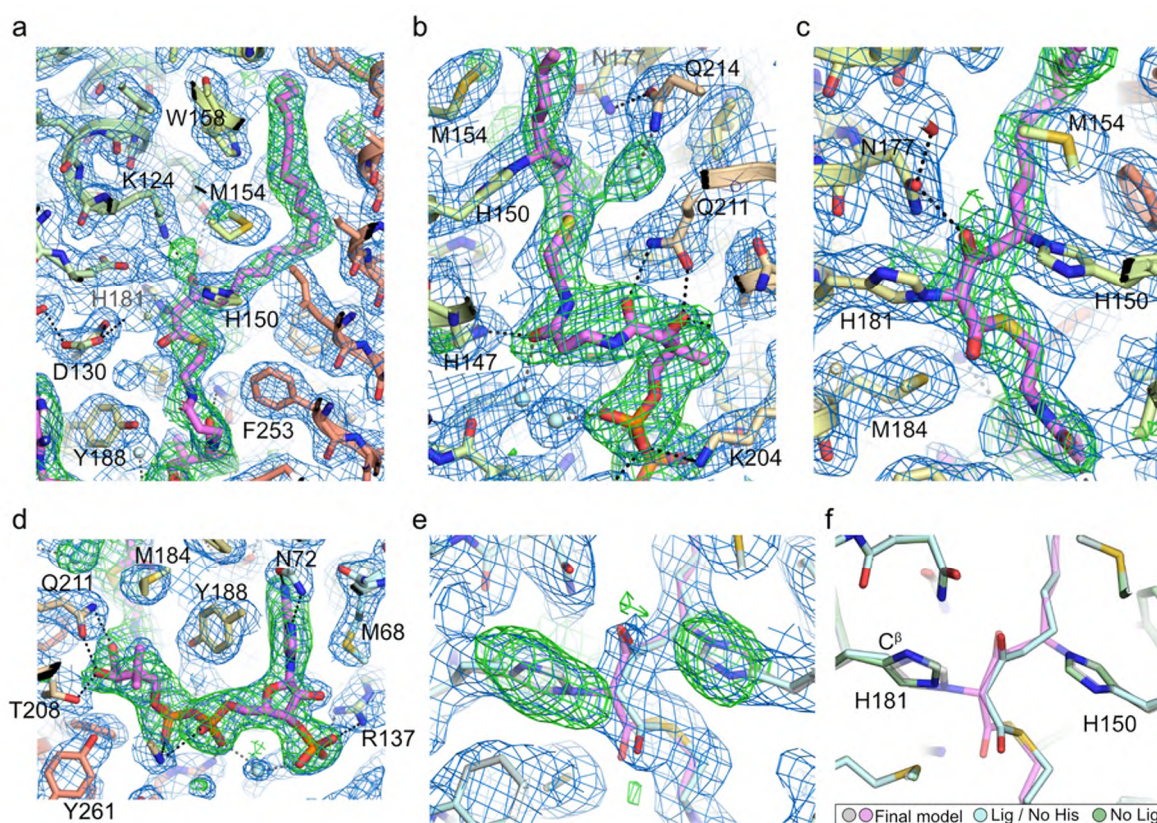 a
W158
K124
M154
H181
H150
D130
F253
Y188
b
N177
Q214
M154
H150
Q211
H147
K204
c
M154
N177
H150
H181
M184
d
M184
N72
Q211
Y188
M68
T208
R137
Y261
e
f
Cβ
H181
H150
Final model Lig / No His No Lig